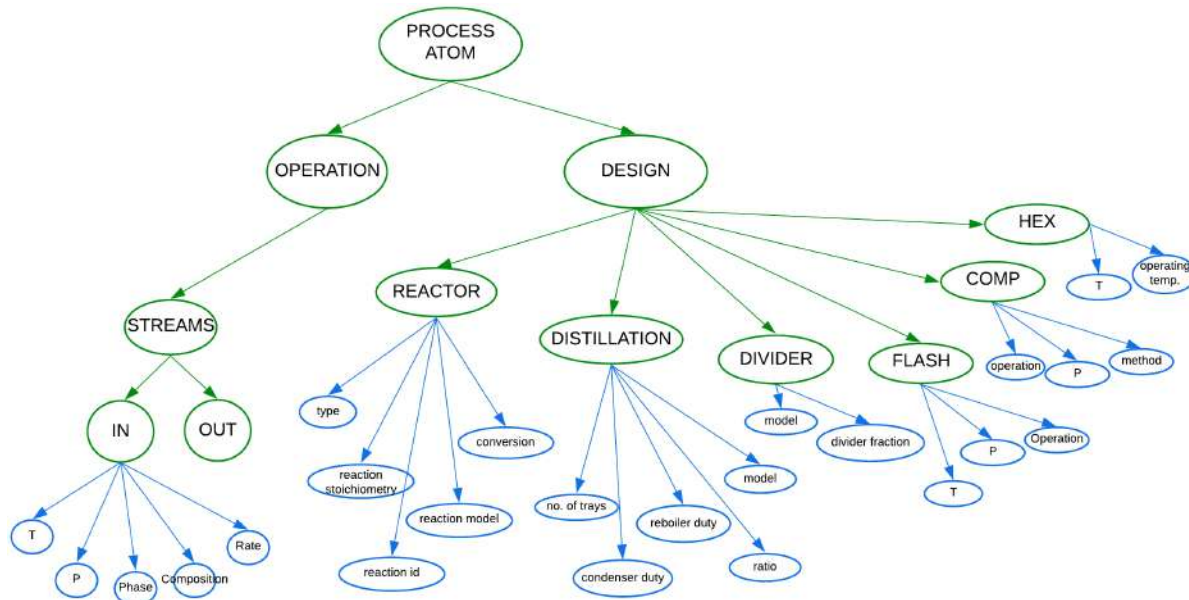 PROCESS
ATOM
OPERATION
DESIGN
HEX
operating
temp.
T
COMP
REACTOR
STREAMS
DISTILLATION
DIVIDER
FLASH
operation
P
method
type
IN
OUT
conversion
model
divider fraction
P
Operation
reaction
stoichiometry
model
T
no. of trays
reaction model
reboiler duty
T
Rate
P
Phase
Composition
reaction id
condenser duty
ratio